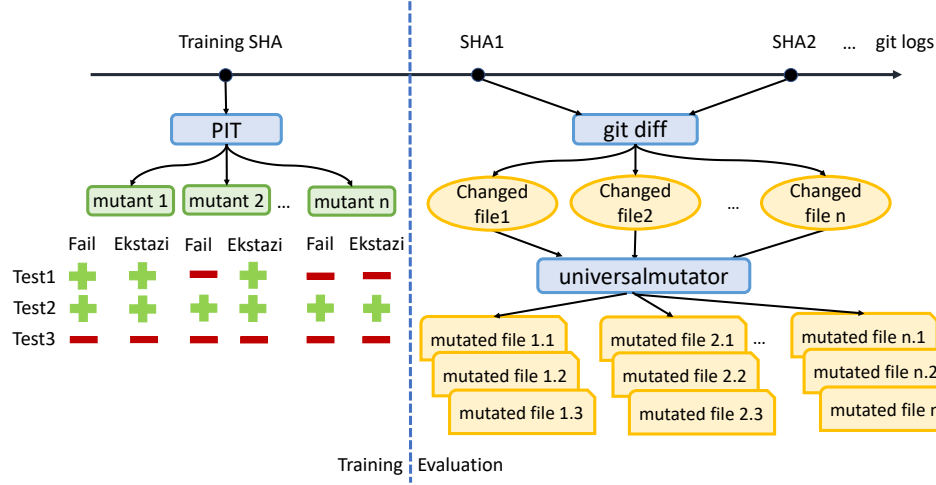 Training SHA
SHA1
SHA2
...
git logs
PIT
git diff
mutant 1
mutant 2
...
mutant n
Changed
file1
Changed
file2
...
Changed
file n
Fail
Ekstazi
Fail
Ekstazi
Fail
Ekstazi
Test1
Test2
Test3
universalmutator
mutated file 1.1
mutated file 1.2
mutated file 1.3
mutated file 2.1
mutated file 2.2
mutated file 2.3
...
mutated file n.1
mutated file n.2
mutated file
Training
Evaluation